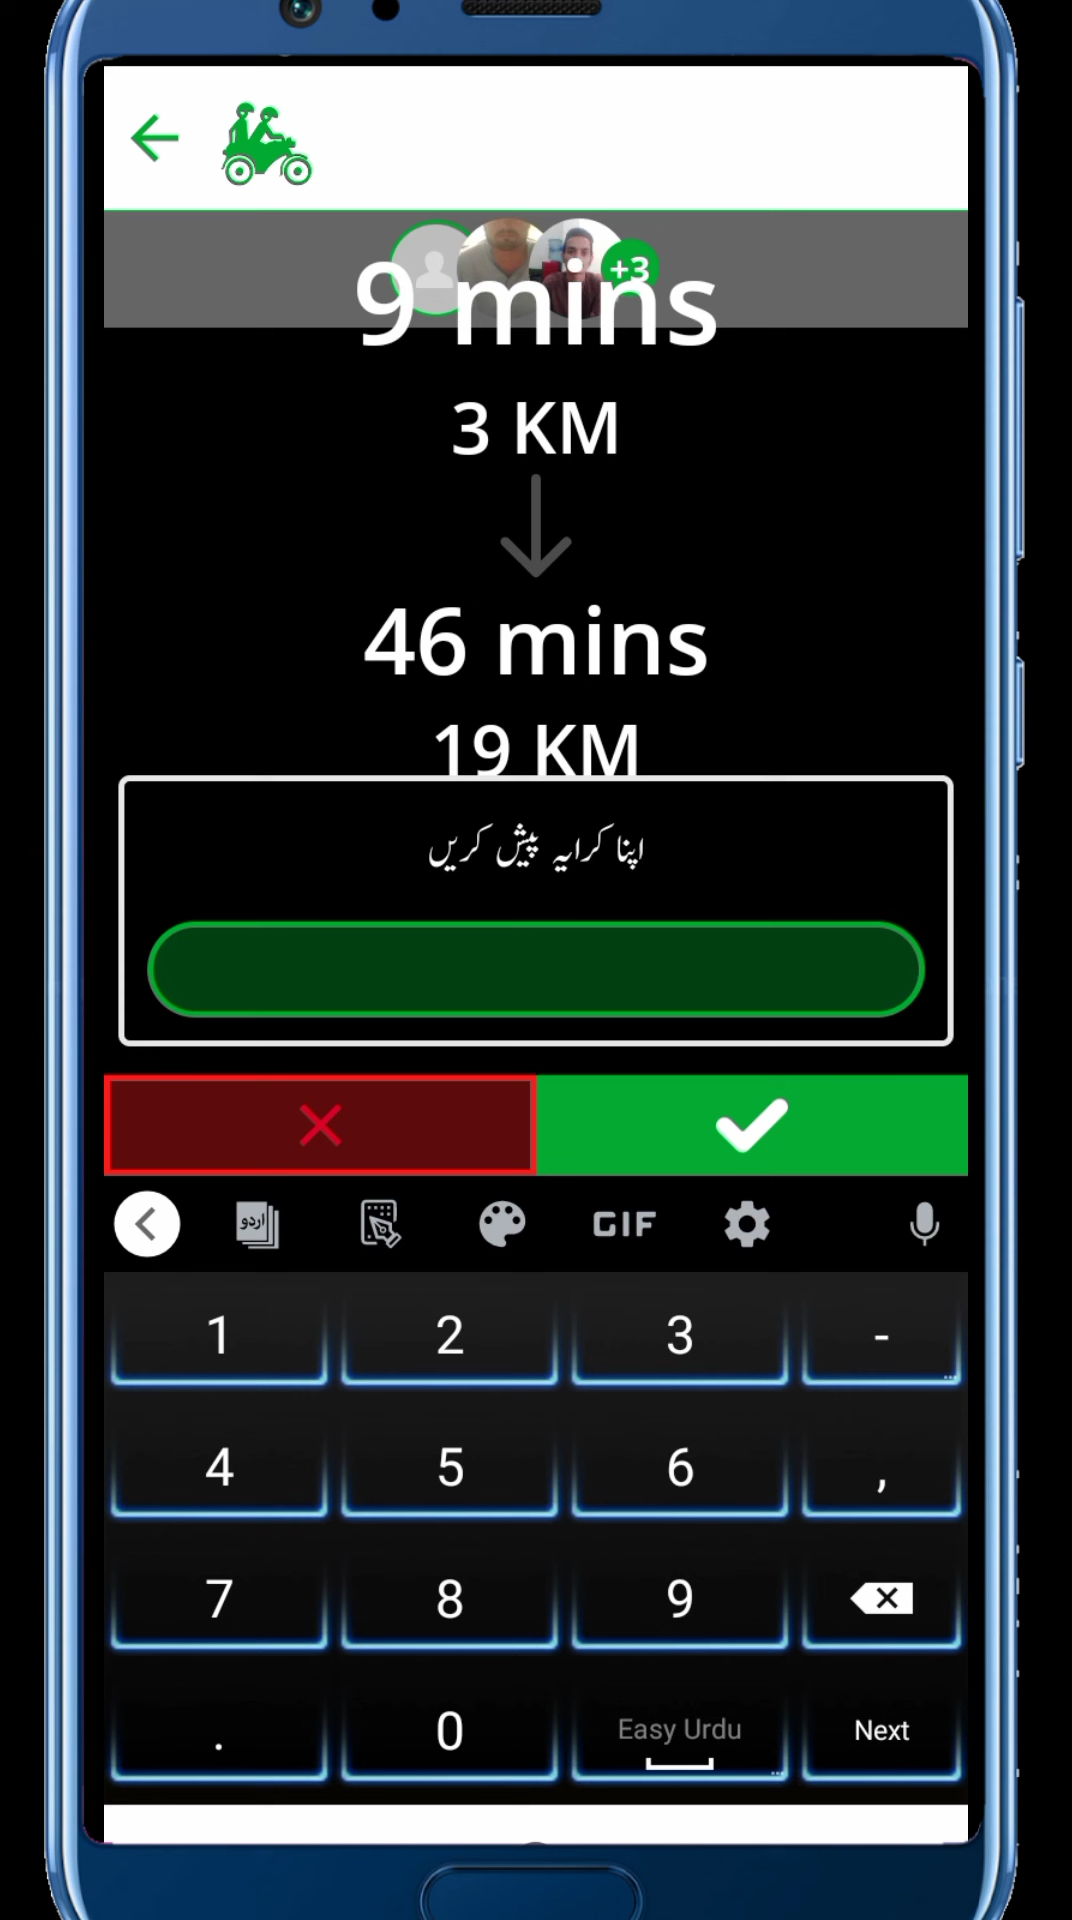 +3
9 mins
3 KM
46 mins
19 KM
اپنا کرایہ پیش کریں
اردو GIF
1 2 3 -
4 5 6 ,
7 8 9
. 0 Easy Urdu Next